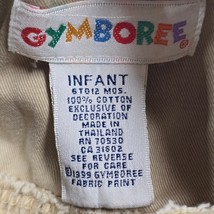 GYMBOREE®
INFANT
6TO12 MOS.
100% COTTON
EXCLUSIVE OF
DECORATION
MADE IN
THAILAND
RN 70530
CA 31802
SEE REVERSE
FOR CARE
©1999 GYMBOREE
FABRIC PRINT